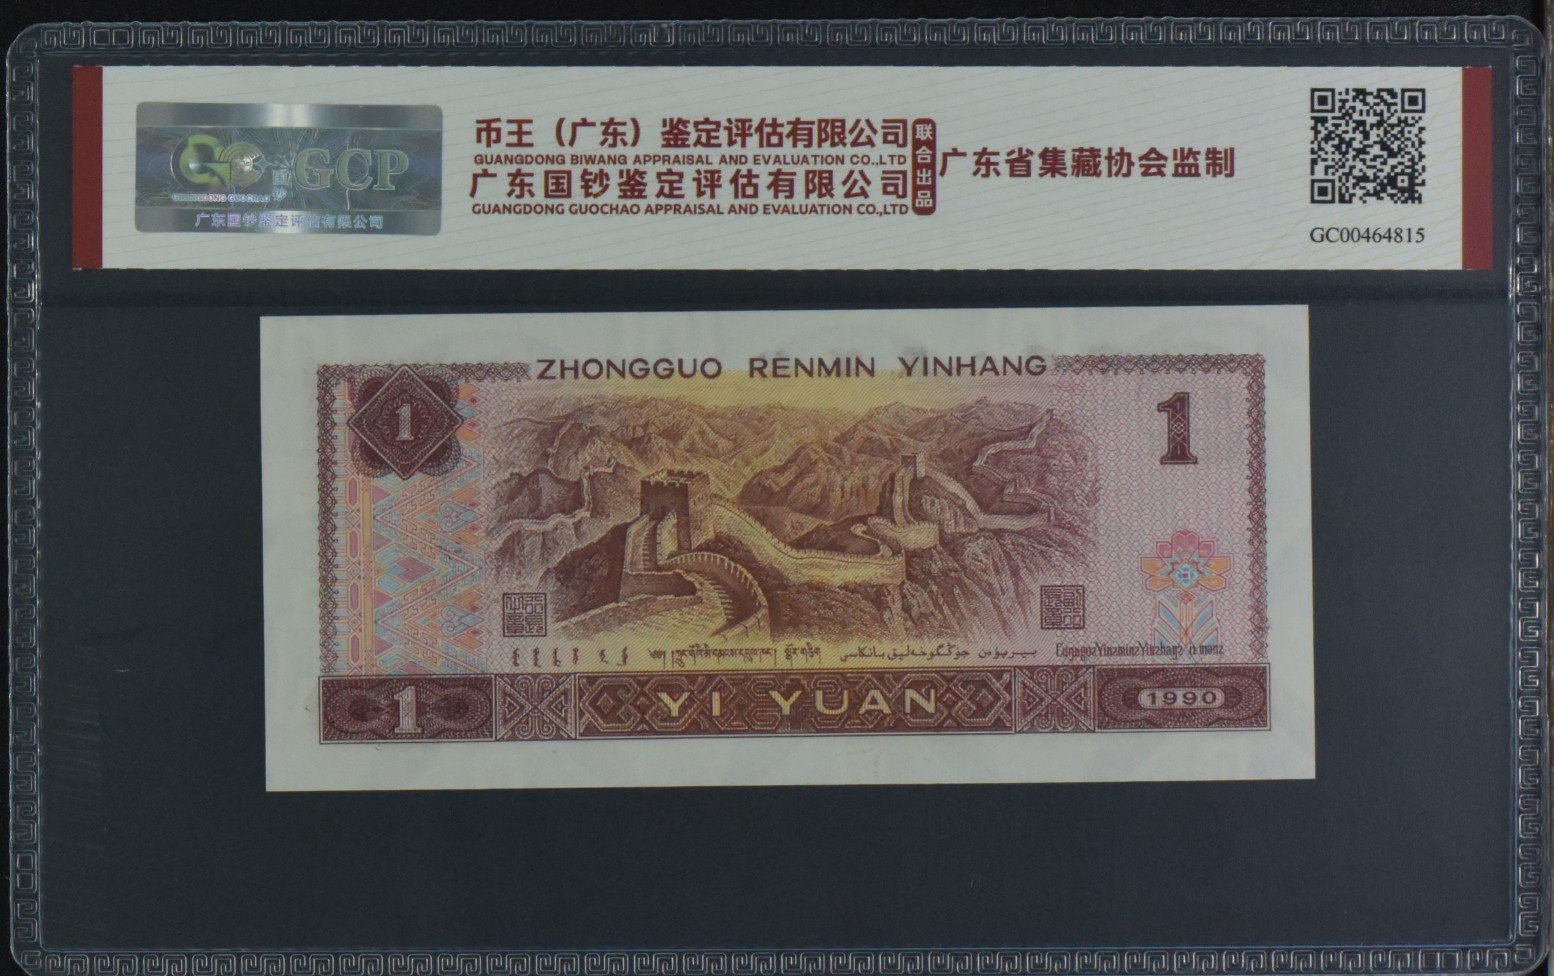 GCP
GUANGDONG GUOCHAO
广东国钞鉴定评估有限公司
币王（广东）鉴定评估有限公司
GUANGDONG BIWANG APPRAISAL AND EVALUATION CO.,LTD
广东国钞鉴定评估有限公司
GUANGDONG GUOCHAO APPRAISAL AND EVALUATION CO.,LTD
联合出品
广东省集藏协会监制
GC00464815
ZHONGGUO RENMIN YINHANG
1
1
1
YI YUAN
1990